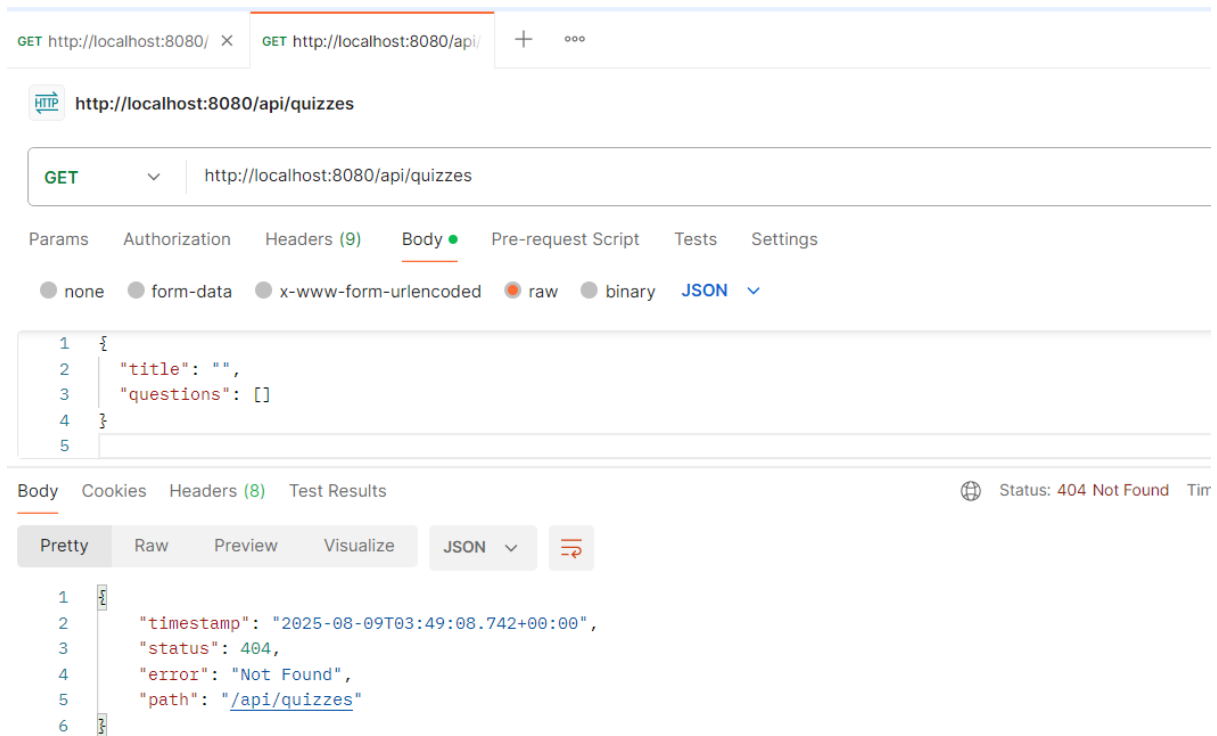 GET http://localhost:8080/ GET http://localhost:8080/api/
HTTP http://localhost:8080/api/quizzes
GET http://localhost:8080/api/quizzes
Params Authorization Headers (9) Body Pre-request Script Tests Settings
none form-data x-www-form-urlencoded raw binary JSON
1 {
2 "title": "",
3 "questions": []
4 }
5
Body Cookies Headers (8) Test Results Status: 404 Not Found Tim
Pretty Raw Preview Visualize JSON
1 {
2 "timestamp": "2025-08-09T03:49:08.742+00:00",
3 "status": 404,
4 "error": "Not Found",
5 "path": "/api/quizzes"
6 }